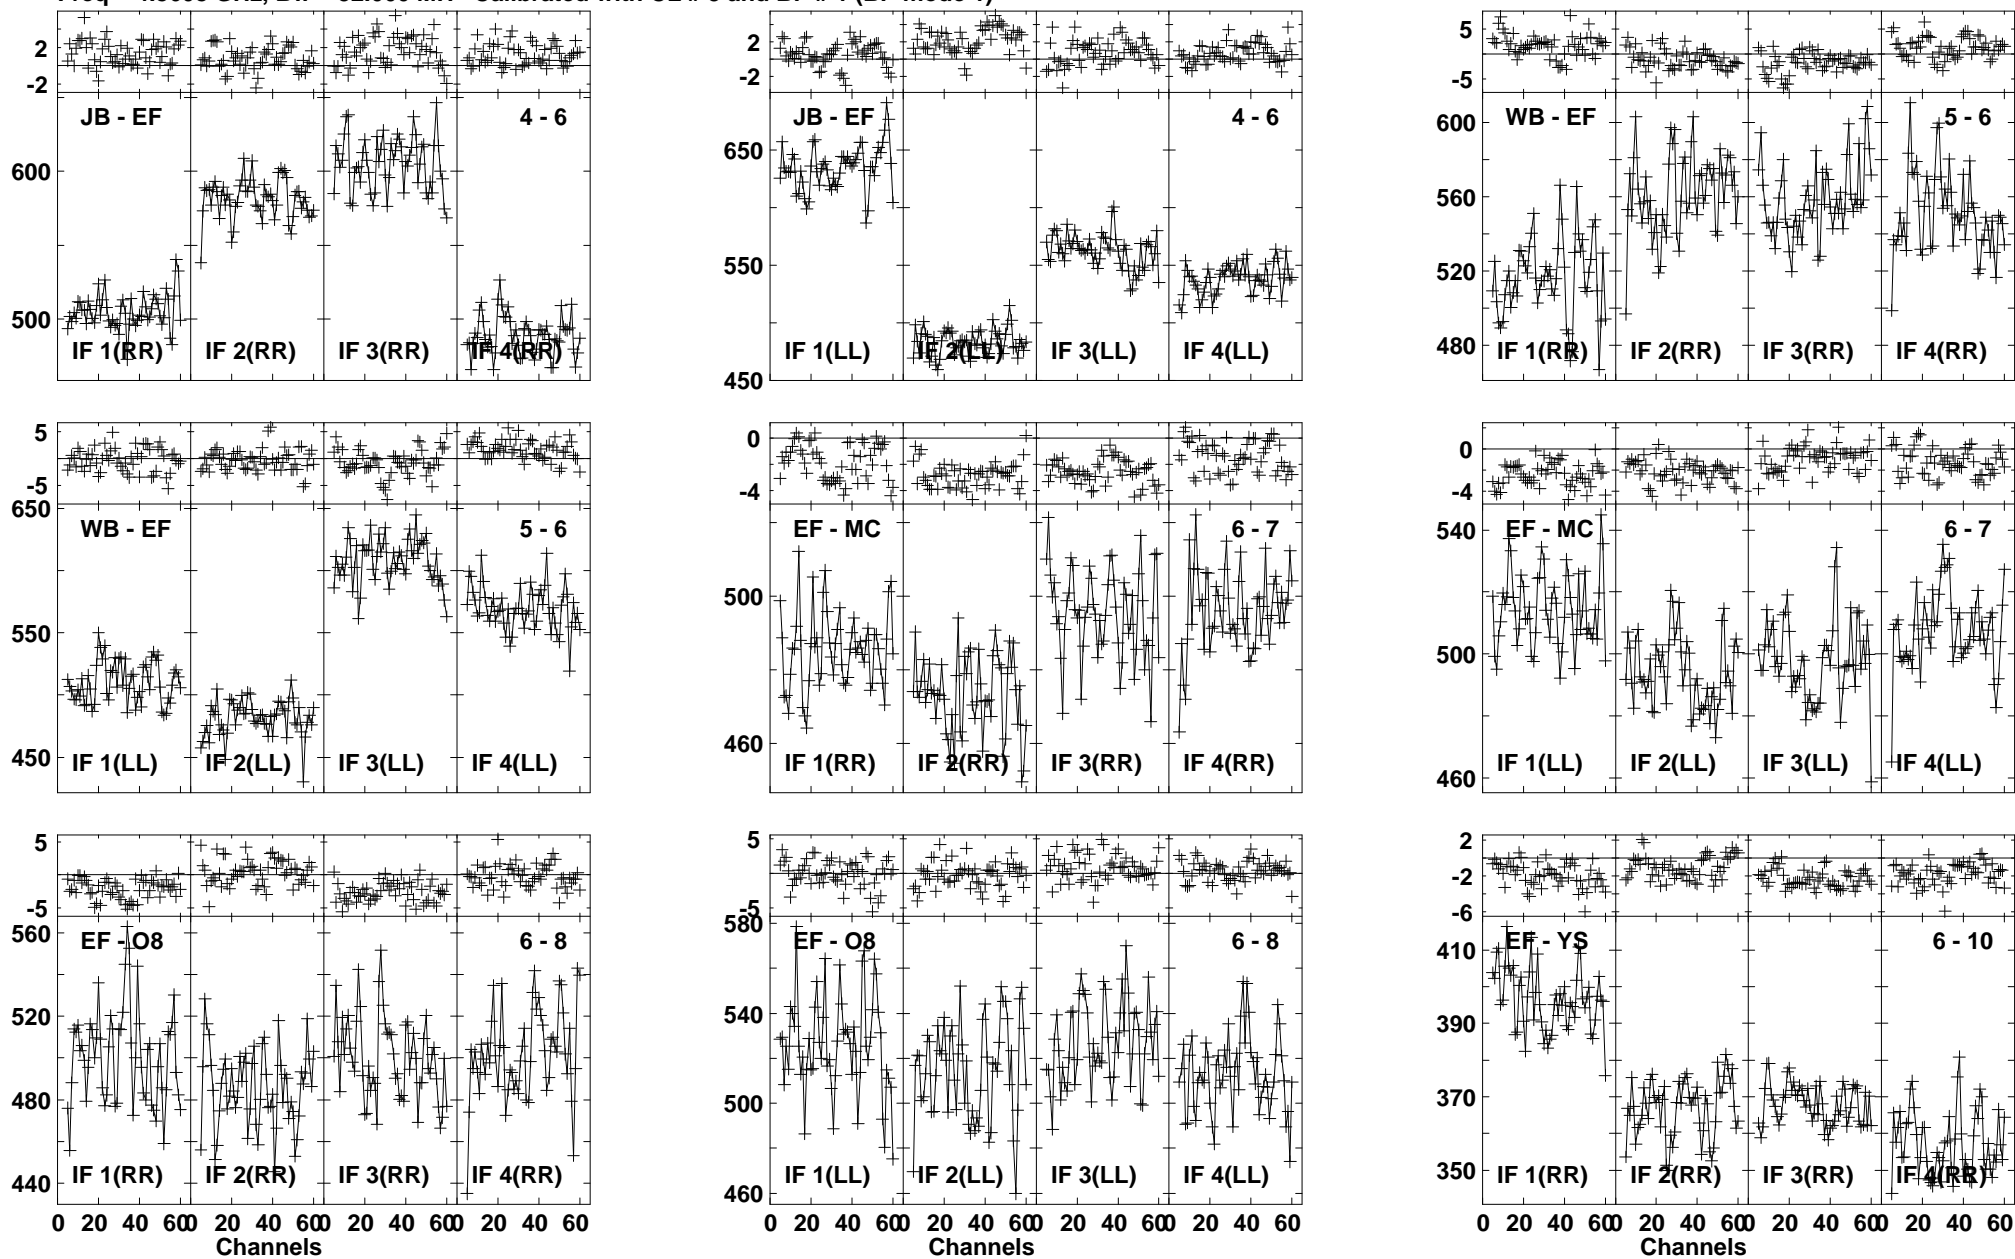 5
2
-2
JB - EF
4 - 6
600
500
IF 1(RR)
IF 2(RR)
IF 3(RR)
IF 4(RR)
2
-2
JB - EF
4 - 6
650
550
450
IF 1(LL)
IF 2(LL)
IF 3(LL)
IF 4(LL)
5
-5
WB - EF
5 - 6
600
560
520
480
IF 1(RR)
IF 2(RR)
IF 3(RR)
IF 4(RR)
5
-5
WB - EF
5 - 6
650
550
450
IF 1(LL)
IF 2(LL)
IF 3(LL)
IF 4(LL)
0
-4
EF - MC
6 - 7
500
460
IF 1(RR)
IF 2(RR)
IF 3(RR)
IF 4(RR)
0
-4
EF - MC
6 - 7
540
500
460
IF 1(LL)
IF 2(LL)
IF 3(LL)
IF 4(LL)
5
-5
EF - O8
6 - 8
560
520
480
440
IF 1(RR)
IF 2(RR)
IF 3(RR)
IF 4(RR)
0 20 40 60 0 20 40 60 0 20 40 60 0 20 40 60
Channels
5
-5
EF - O8
6 - 8
580
540
500
460
IF 1(LL)
IF 2(LL)
IF 3(LL)
IF 4(LL)
0 20 40 60 0 20 40 60 0 20 40 60 0 20 40 60
Channels
2
-2
-6
EF - YS
6 - 10
410
390
370
350
IF 1(RR)
IF 2(RR)
IF 3(RR)
IF 4(RR)
0 20 40 60 0 20 40 60 0 20 40 60 0 20 40 60
Channels